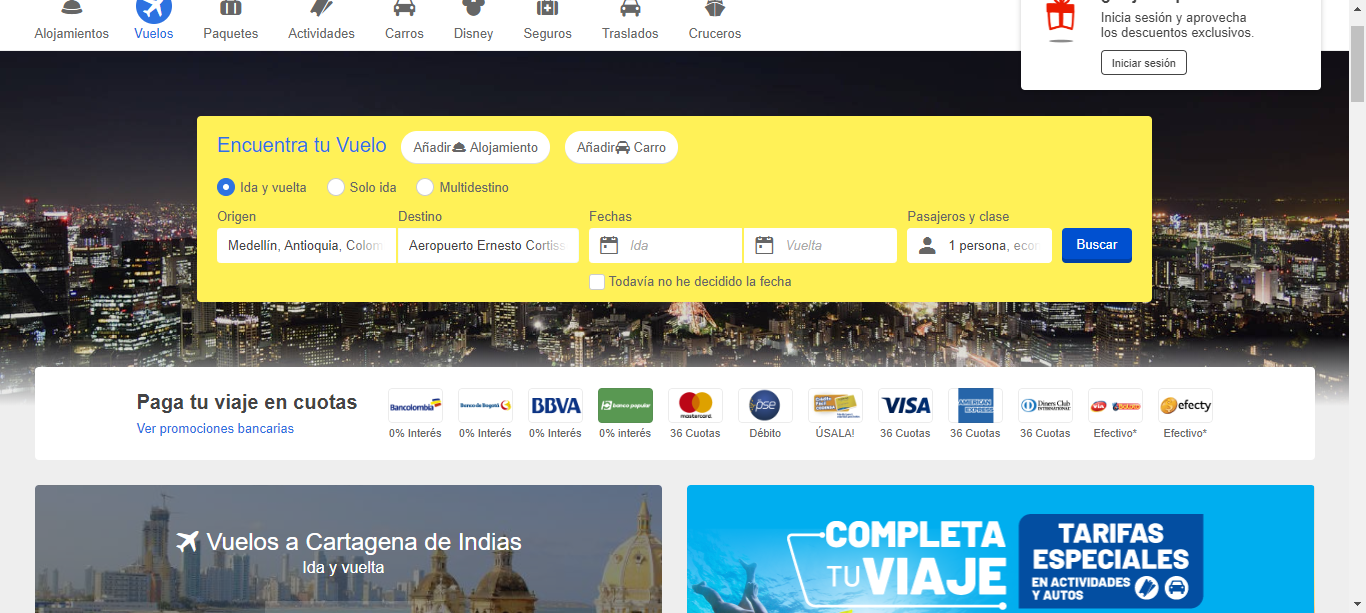 Alojamientos Vuelos Paquetes Actividades Carros Disney Seguros Traslados Cruceros
Inicia sesión y aprovecha
los descuentos exclusivos.
Iniciar sesión
Encuentra tu Vuelo Añadir Alojamiento Añadir Carro
Ida y vuelta Solo ida Multidestino
Origen Destino Fechas Pasajeros y clase
Medellín, Antioquia, Colom Aeropuerto Ernesto Cortiss Ida Vuelta 1 persona, eco Buscar
Todavía no he decidido la fecha
Paga tu viaje en cuotas
Ver promociones bancarias
Bancolombia Banco de Bogotá BBVA banco popular mastercard pse VISA AMERICAN EXPRESS Diners Club INTERNATIONAL via efecty
0% Interés 0% Interés 0% Interés 0% interés 36 Cuotas Débito ÚSALA! 36 Cuotas 36 Cuotas 36 Cuotas Efectivo* Efectivo*
Vuelos a Cartagena de Indias
Ida y vuelta
COMPLETA
TU VIAJE
TARIFAS
ESPECIALES
EN ACTIVIDADES
Y AUTOS